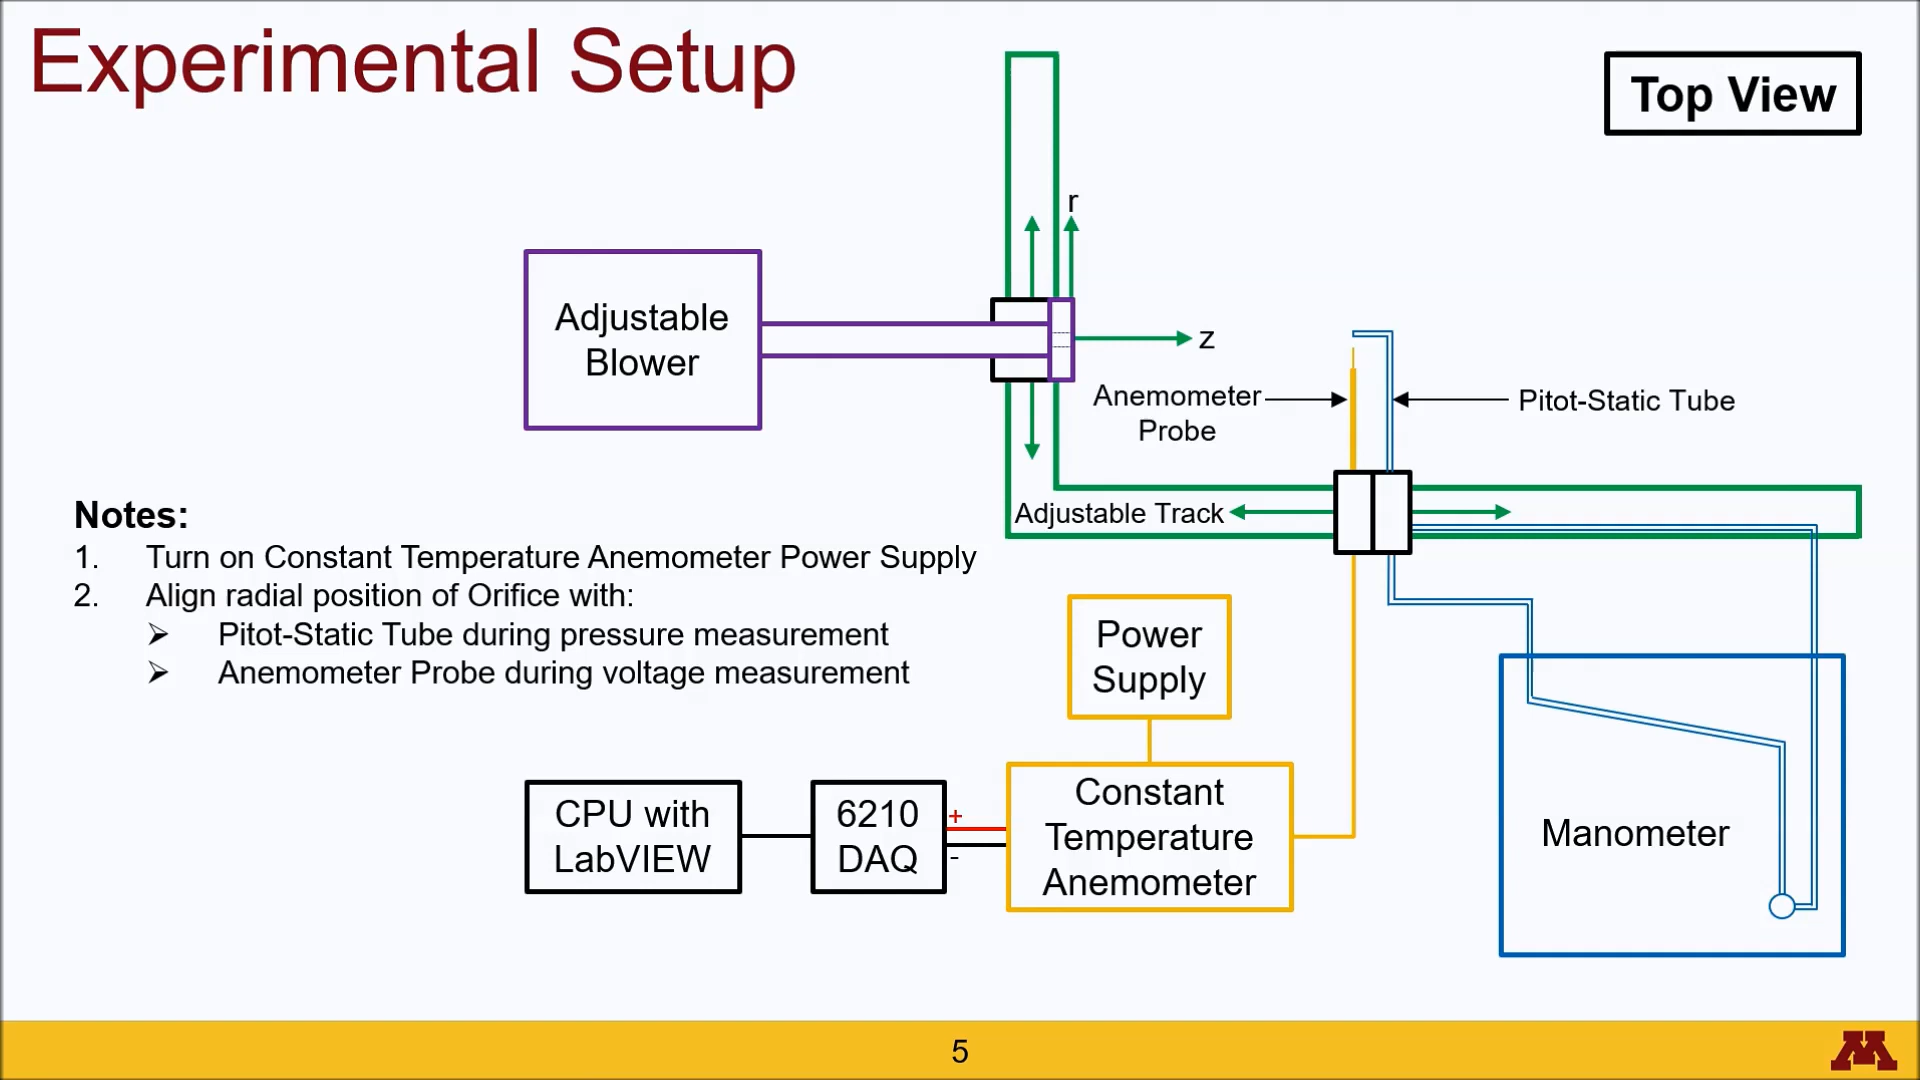 Experimental Setup
Top View
r
Adjustable
Blower
z
Anemometer
Probe
Pitot-Static Tube
Adjustable Track
Notes:
1. Turn on Constant Temperature Anemometer Power Supply
2. Align radial position of Orifice with:
➢ Pitot-Static Tube during pressure measurement
➢ Anemometer Probe during voltage measurement
Power
Supply
CPU with
LabVIEW
6210
DAQ
+
-
Constant
Temperature
Anemometer
Manometer
5
M